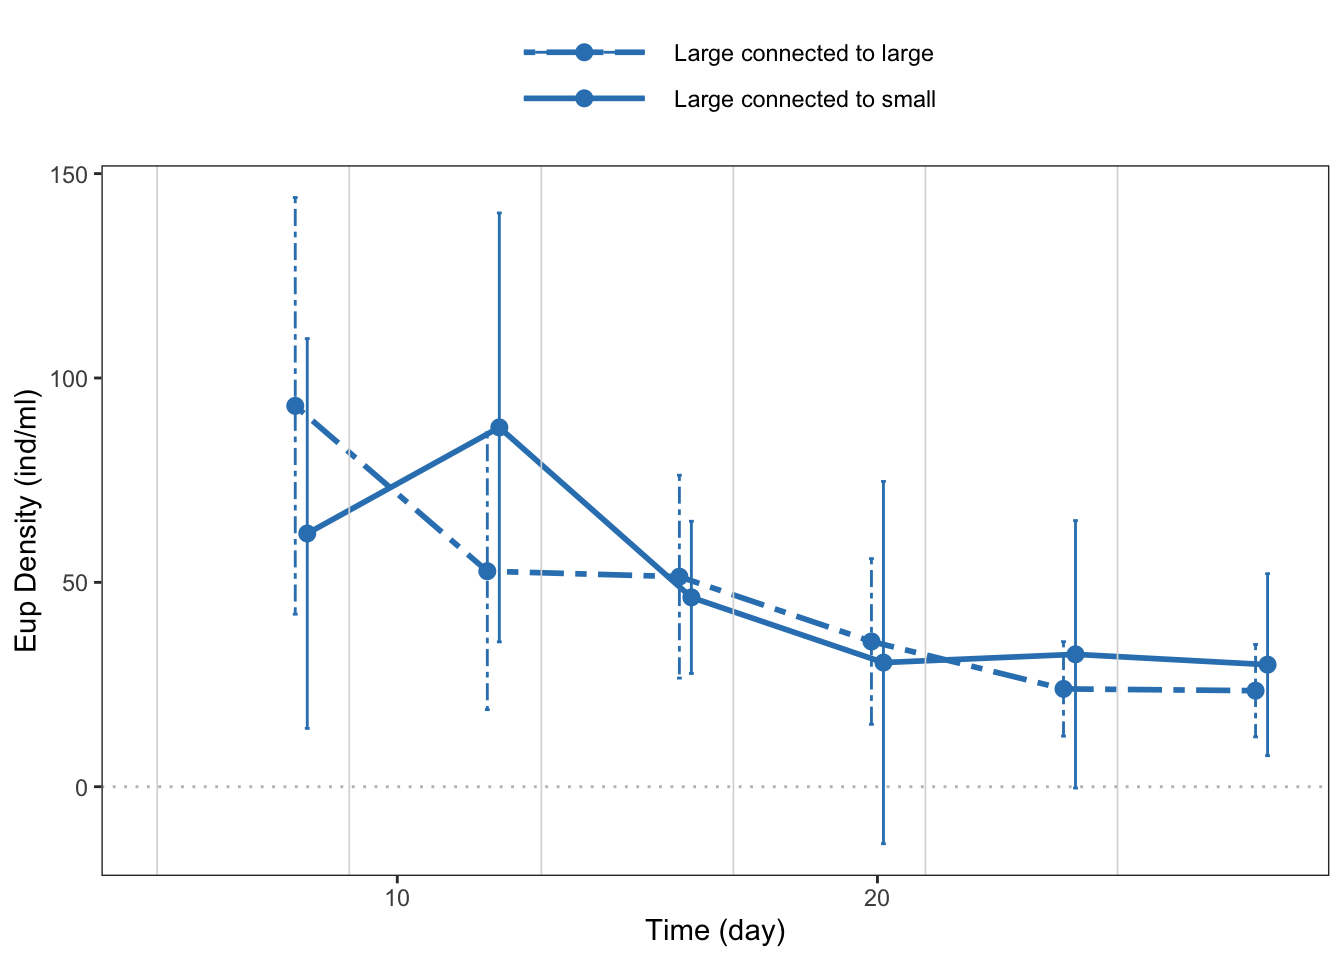 Large connected to large
Large connected to small
150
100
50
0
Eup Density (ind/ml)
10 20
Time (day)